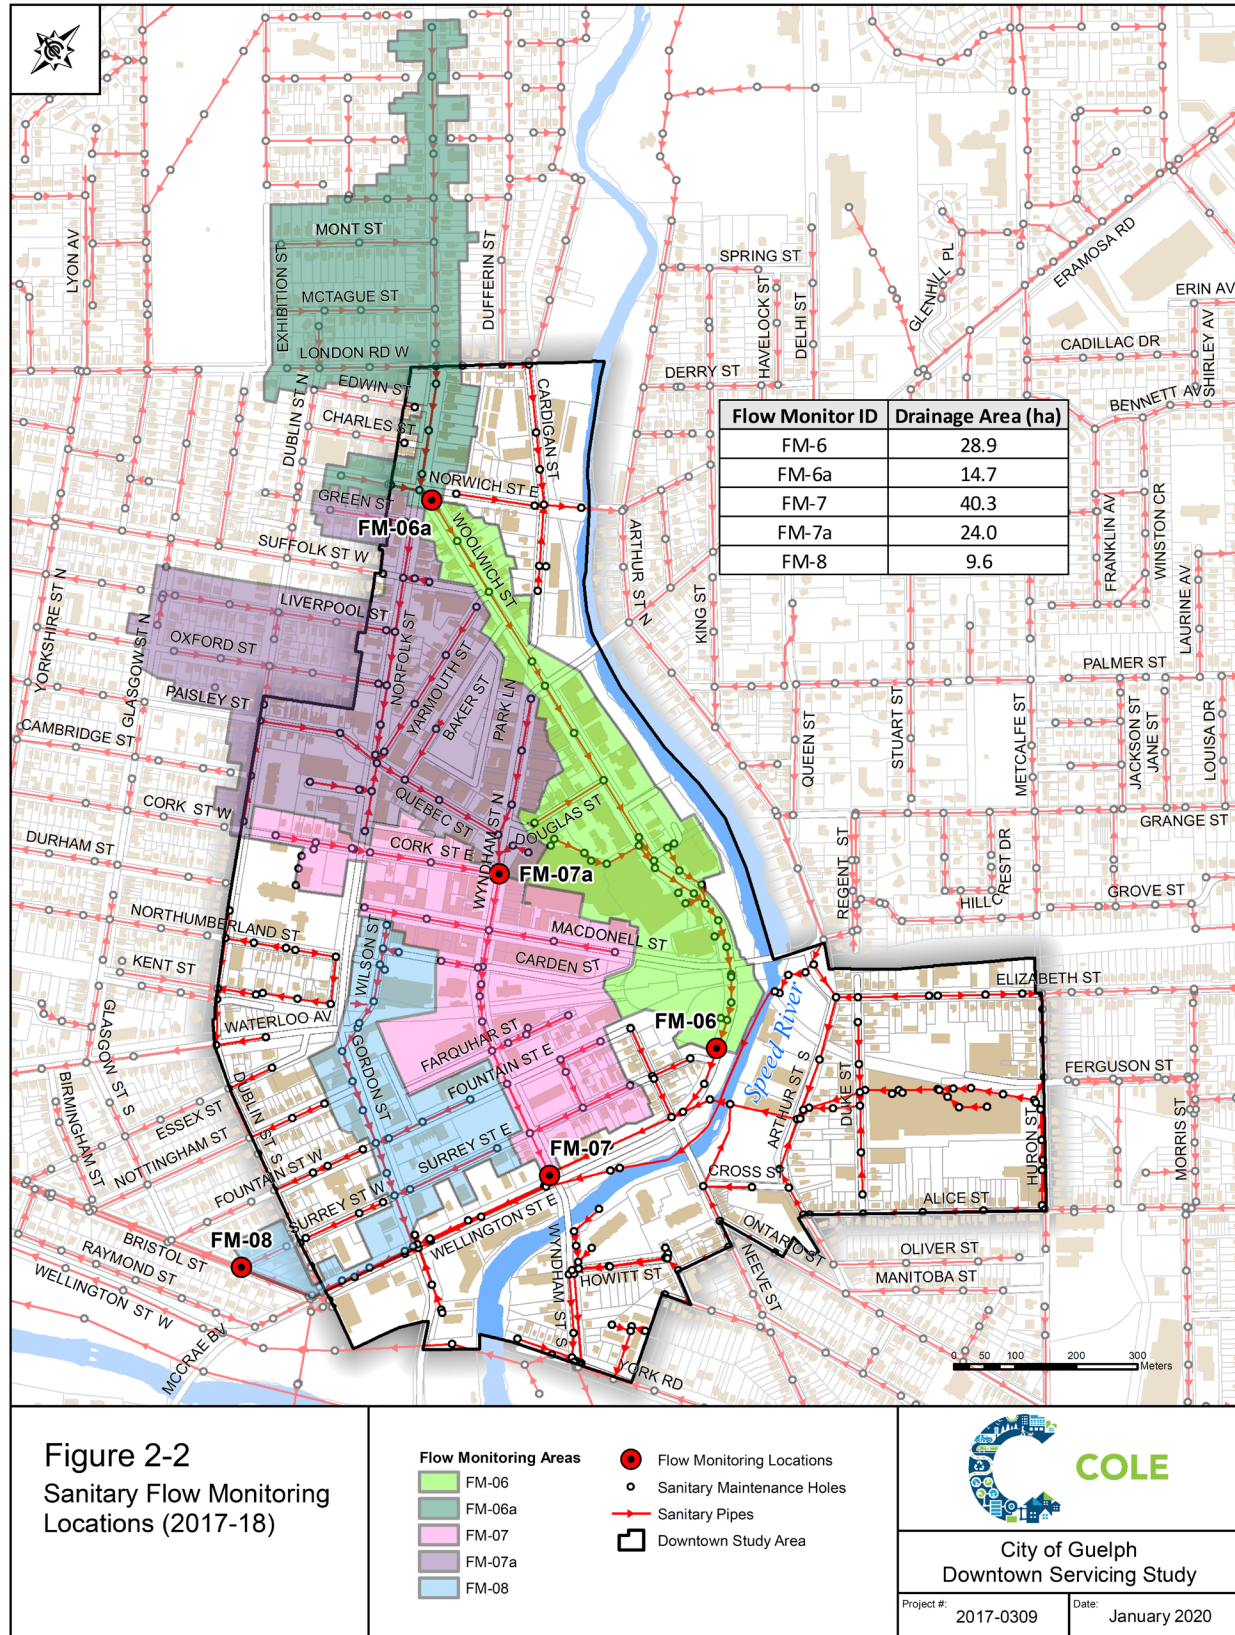 MONT ST
EXHIBITION ST
MCTAGUE ST
DUFFERIN ST
LYON AV
LONDON RD W
EDWIN ST
CHARLES ST
DUBLIN ST N
CARDIGAN ST
SPRING ST
HAVELOCK ST
DELHI ST
GLENHILL PL
ERAMOSA RD
ERIN AV
SHIRLEY AV
CADILLAC DR
DERRY ST
BENNETT AV
Flow Monitor ID Drainage Area (ha)
FM-6 28.9
FM-6a 14.7
FM-7 40.3
FM-7a 24.0
FM-8 9.6
NORWICH ST E
GREEN ST
FM-06a
WOOLWICH ST
SUFFOLK ST W
ARTHUR ST N
KING ST
FRANKLIN AV
WINSTON CR
LAURINE AV
YORKSHIRE ST N
LIVERPOOL ST
OXFORD ST
GLASGOW ST N
PAISLEY ST
NORFOLK ST
YARMOUTH ST
BAKER ST
PARK LN
PALMER ST
CAMBRIDGE ST
QUEEN ST
STUART ST
METCALFE ST
JACKSON ST
JANE ST
LOUISA DR
CORK ST W
QUEBEC ST
WYNDHAM ST N
DOUGLAS ST
GRANGE ST
DURHAM ST
CORK ST E
FM-07a
REGENT ST
HILLCREST DR
GROVE ST
NORTHUMBERLAND ST
WILSON ST
MACDONELL ST
CARDEN ST
KENT ST
ELIZABETH ST
WATERLOO AV
GLASGOW ST S
GORDON ST
FARQUHAR ST
FOUNTAIN ST E
FM-06
Speed River
ARTHUR ST S
DUKE ST
FERGUSON ST
BIRMINGHAM ST
ESSEX ST
NOTTINGHAM ST
DUBLIN ST S
FOUNTAIN ST W
SURREY ST E
FM-07
CROSS ST
HURON ST
MORRIS ST
ALICE ST
SURREY ST W
WELLINGTON ST E
FM-08
BRISTOL ST
RAYMOND ST
WELLINGTON ST W
MCCRAE BV
WYNDHAM ST S
HOWITT ST
NEEVE ST
ONTARIO ST
OLIVER ST
MANITOBA ST
YORK RD
0 50 100 200 300
Meters
Figure 2-2
Sanitary Flow Monitoring
Locations (2017-18)
Flow Monitoring Areas
FM-06
FM-06a
FM-07
FM-07a
FM-08
Flow Monitoring Locations
Sanitary Maintenance Holes
Sanitary Pipes
Downtown Study Area
COLE
City of Guelph
Downtown Servicing Study
Project #: 2017-0309
Date: January 2020